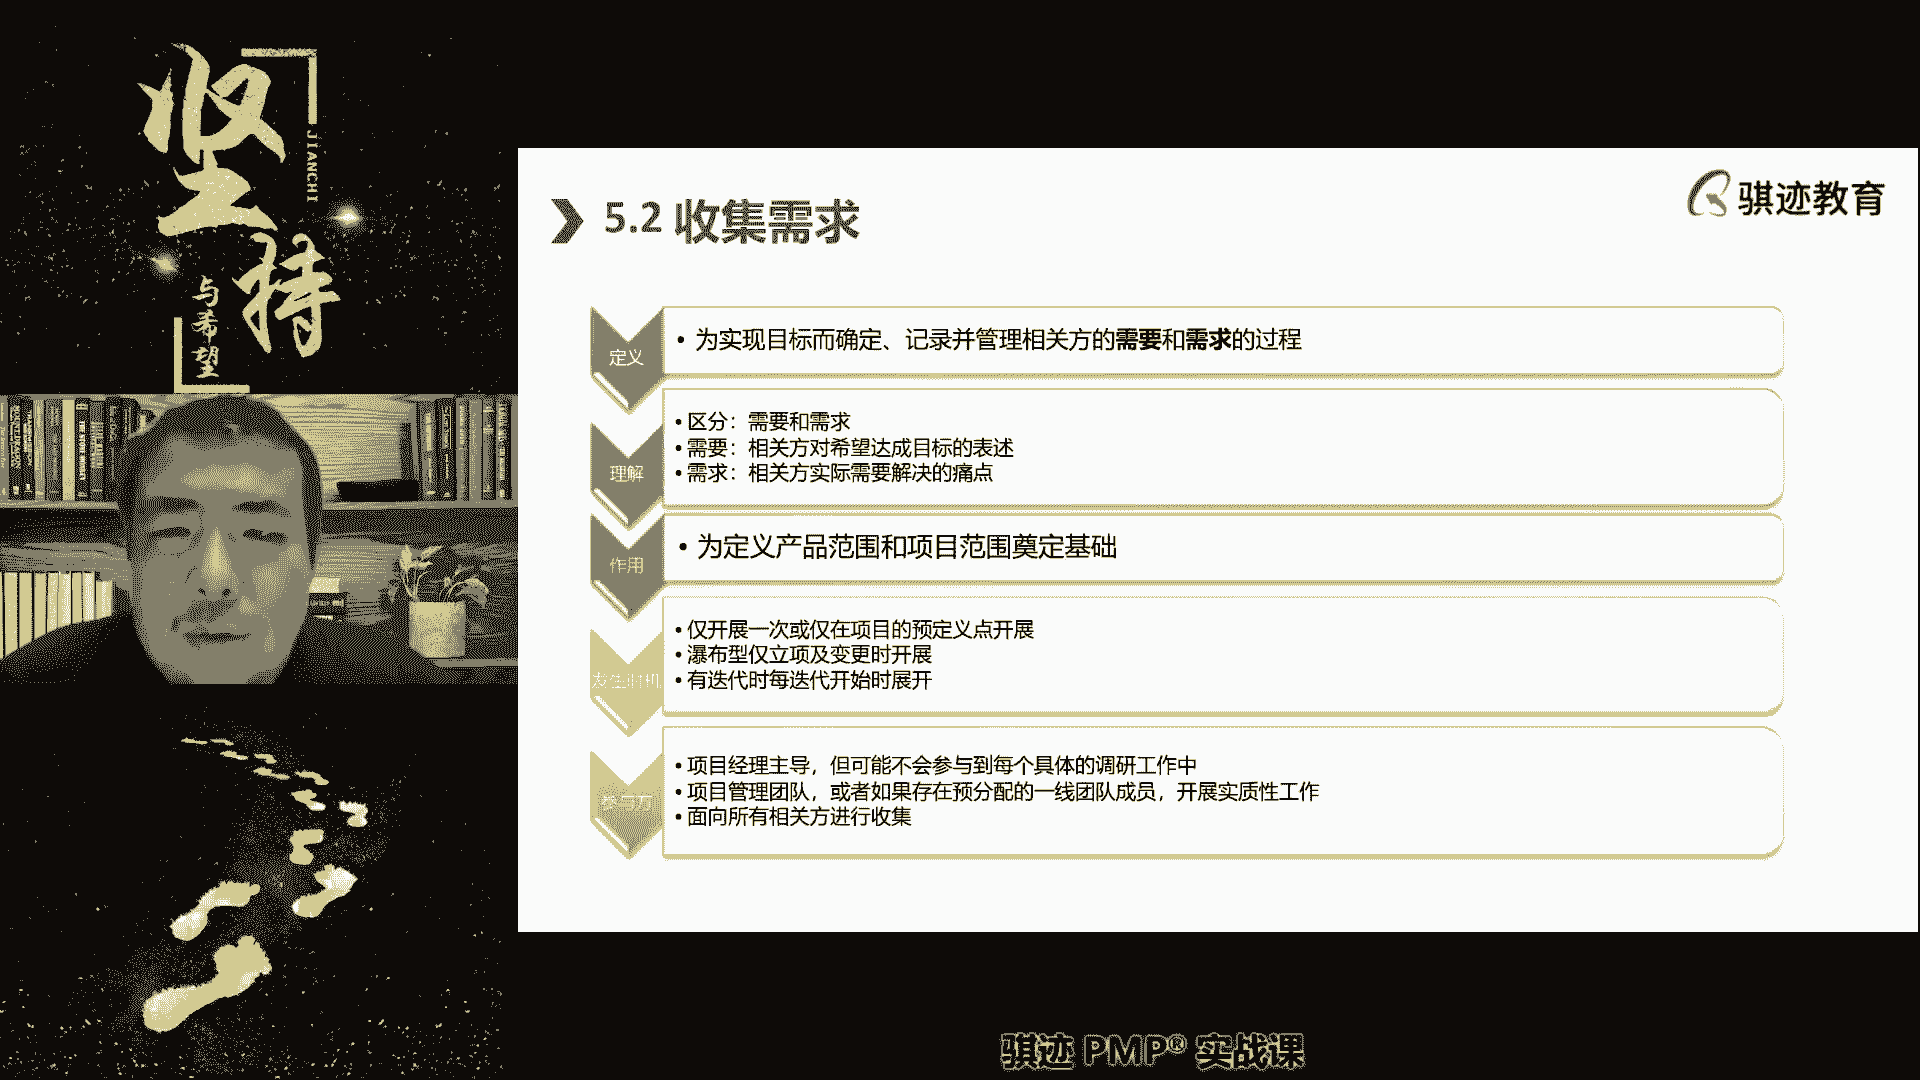 坚持
JIANCHI
与希望
骐迹教育
5.2 收集需求
定义
• 为实现目标而确定、记录并管理相关方的需要和需求的过程
理解
• 区分：需要和需求
• 需要：相关方对希望达成目标的表述
• 需求：相关方实际需要解决的痛点
作用
• 为定义产品范围和项目范围奠定基础
发生时机
• 仅开展一次或仅在项目的预定义点开展
• 瀑布型仅立项及变更时开展
• 有迭代时每迭代开始时展开
参与方
• 项目经理主导，但可能不会参与到每个具体的调研工作中
• 项目管理团队，或者如果存在预分配的一线团队成员，开展实质性工作
• 面向所有相关方进行收集
骐迹 PMP® 实战课